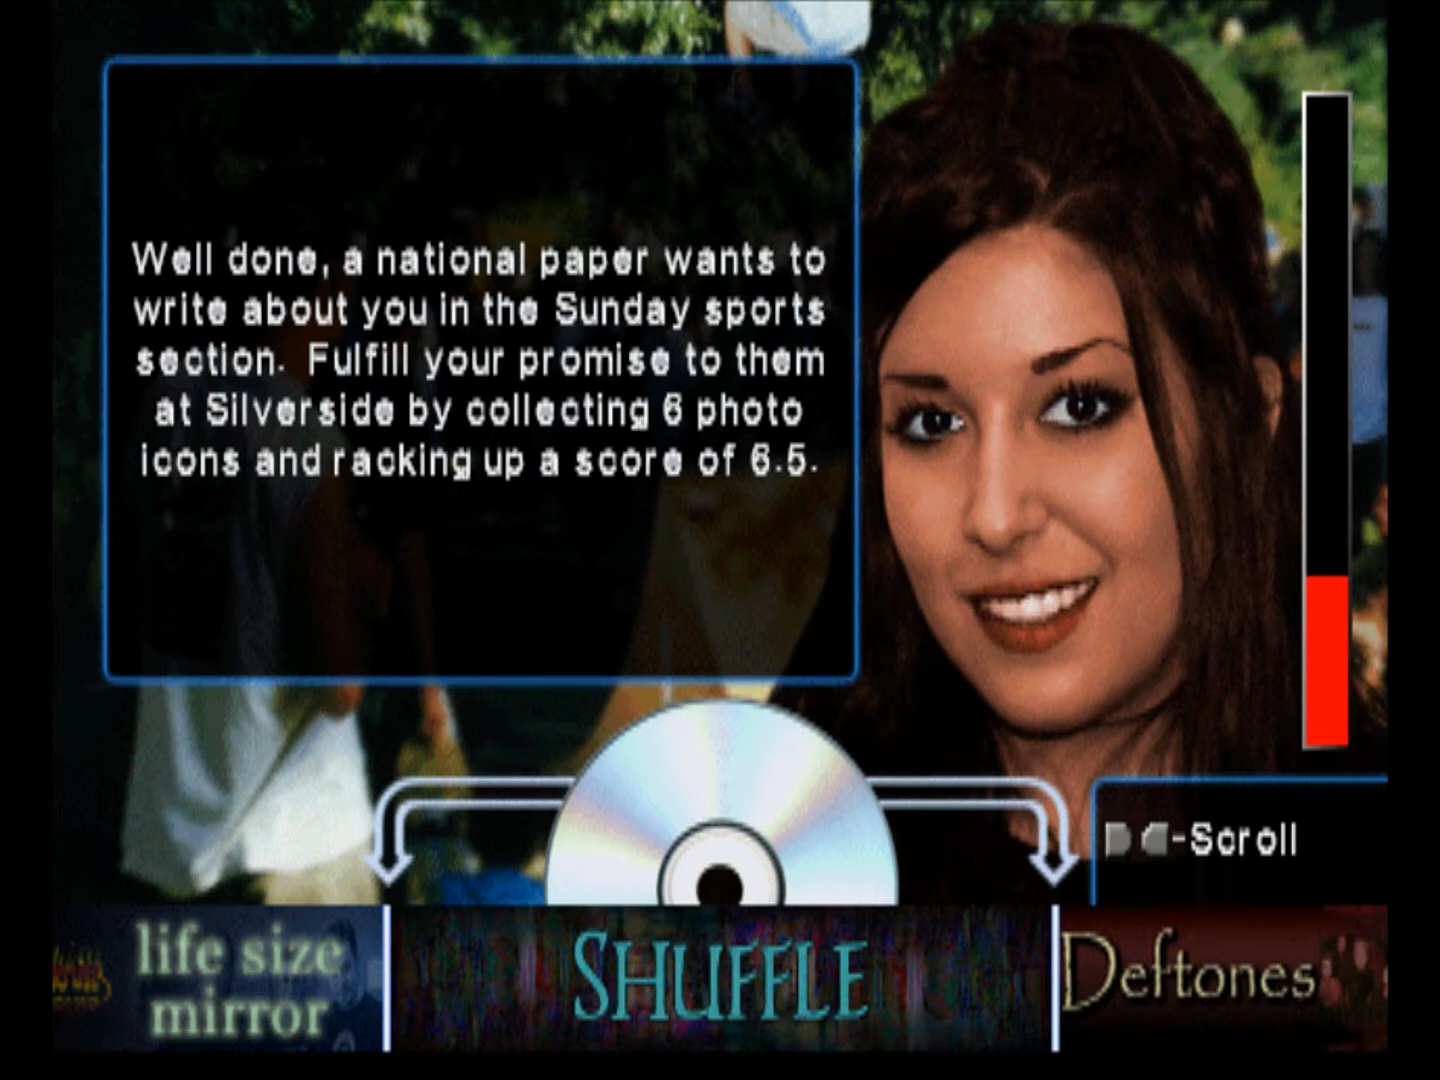 Well done, a national paper wants to
write about you in the Sunday sports
section. Fulfill your promise to them
at Silverside by collecting 6 photo
icons and racking up a score of 6.5.
-Scroll
life size
mirror
SHUFFLE
Deftones